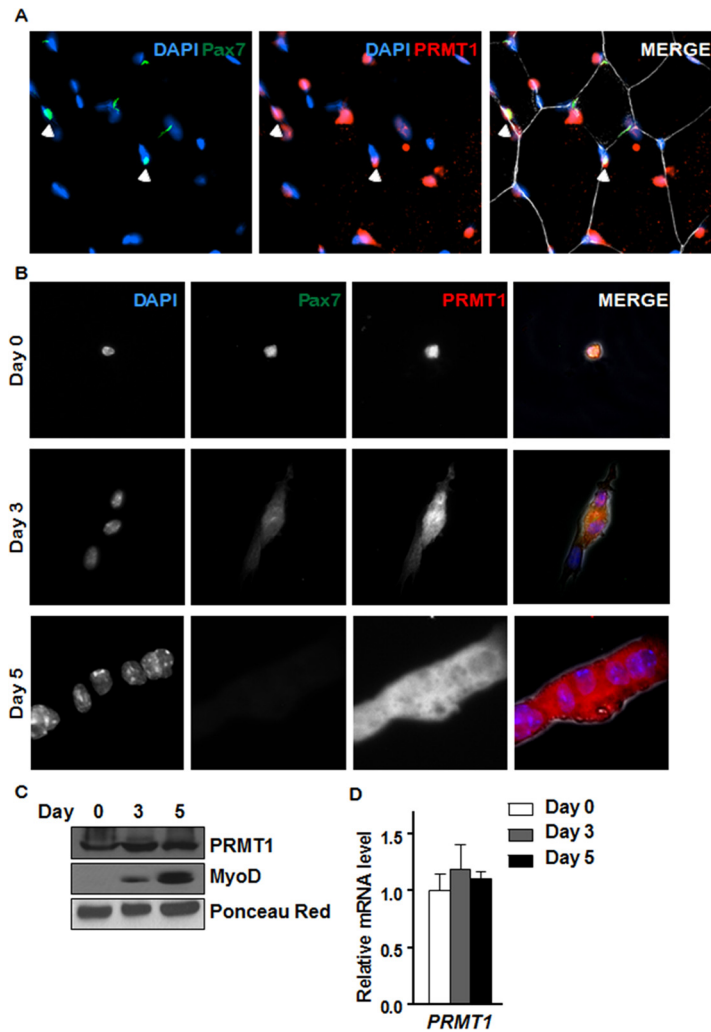 A
DAPI Pax7
DAPI PRMT1
MERGE
B
DAPI
Pax7
PRMT1
MERGE
Day 0
Day 3
Day 5
C
Day 0 3 5
PRMT1
MyoD
Ponceau Red
D
Day 0
Day 3
Day 5
Relative mRNA level
1.5
1.0
0.5
0.0
PRMT1